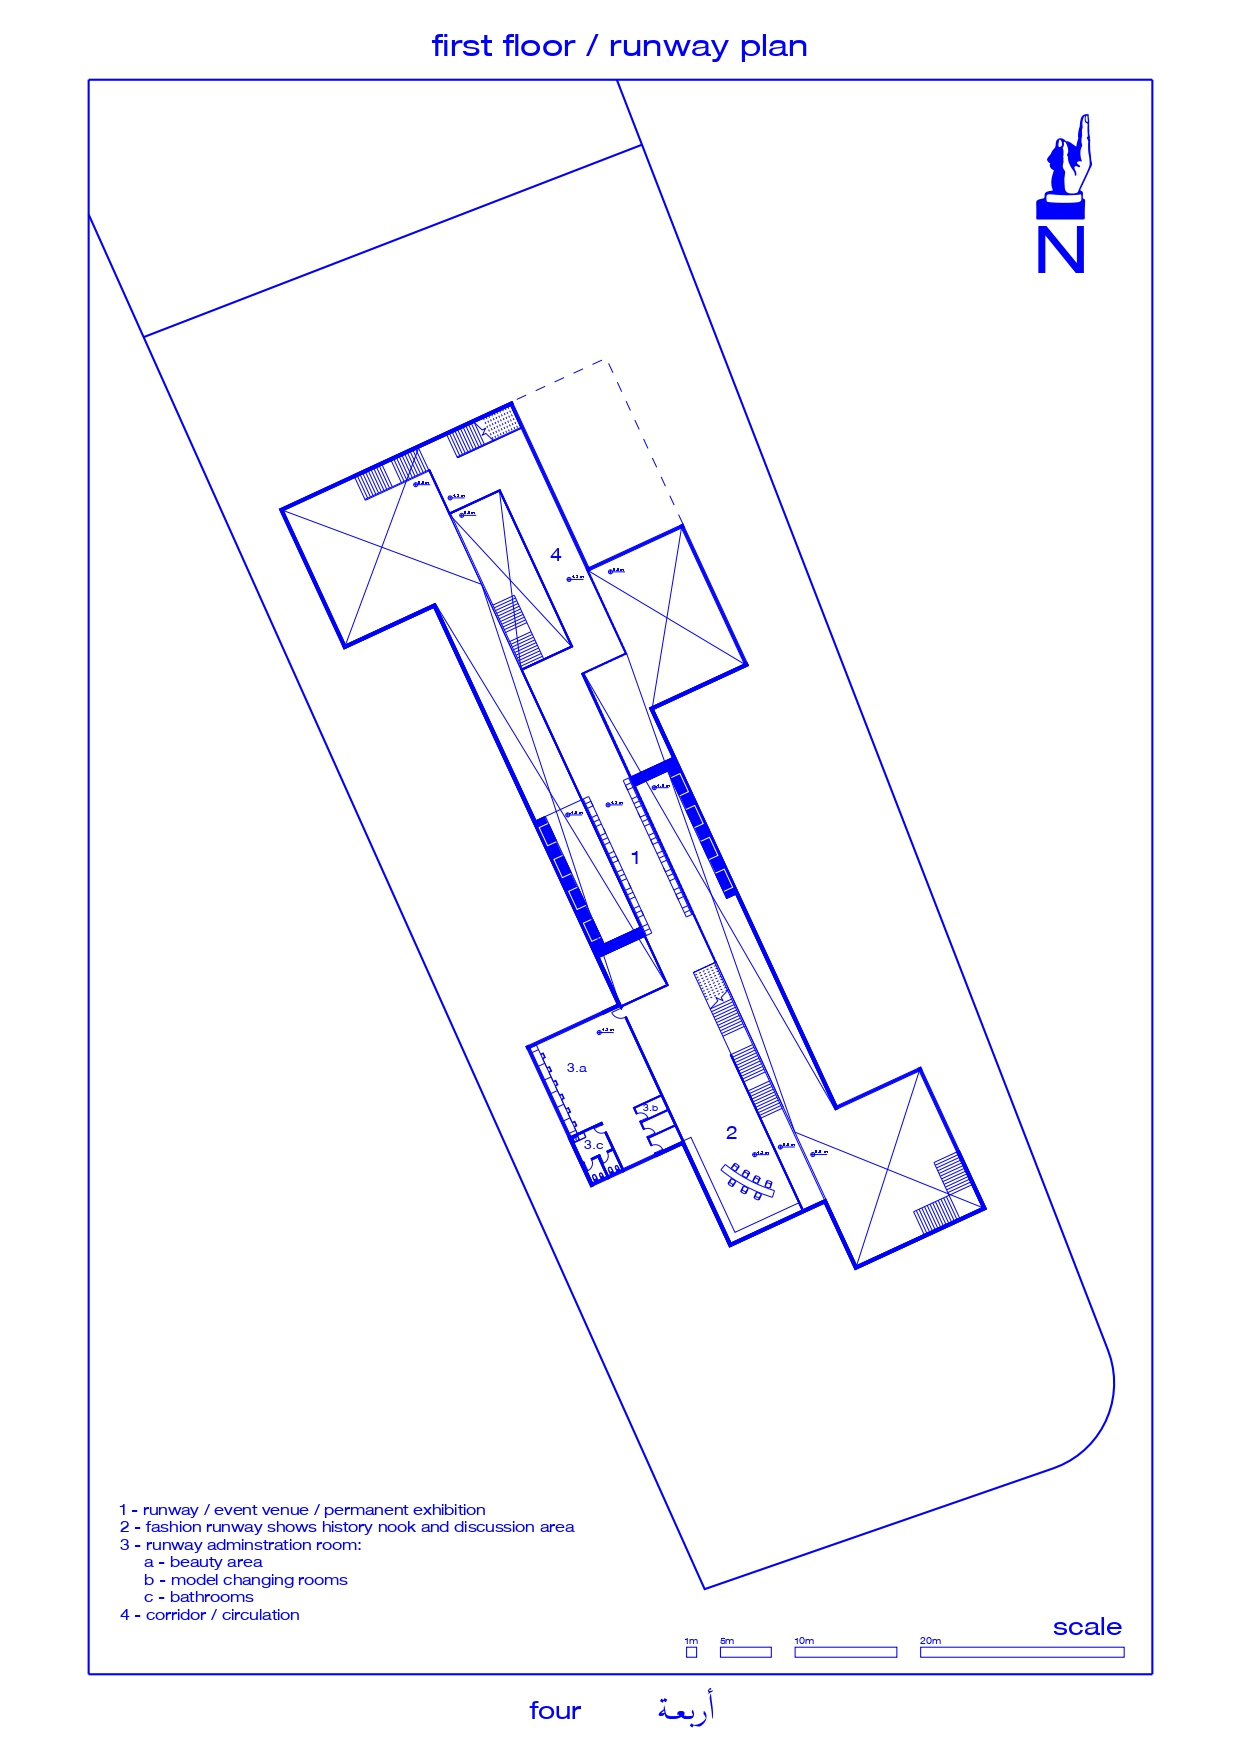 first floor / runway plan
N
4
1
3.a
3.b
3.c
2
1 - runway / event venue / permanent exhibition
2 - fashion runway shows history nook and discussion area
3 - runway adminstration room:
a - beauty area
b - model changing rooms
c - bathrooms
4 - corridor / circulation
scale
1m 5m 10m 20m
four أربعة